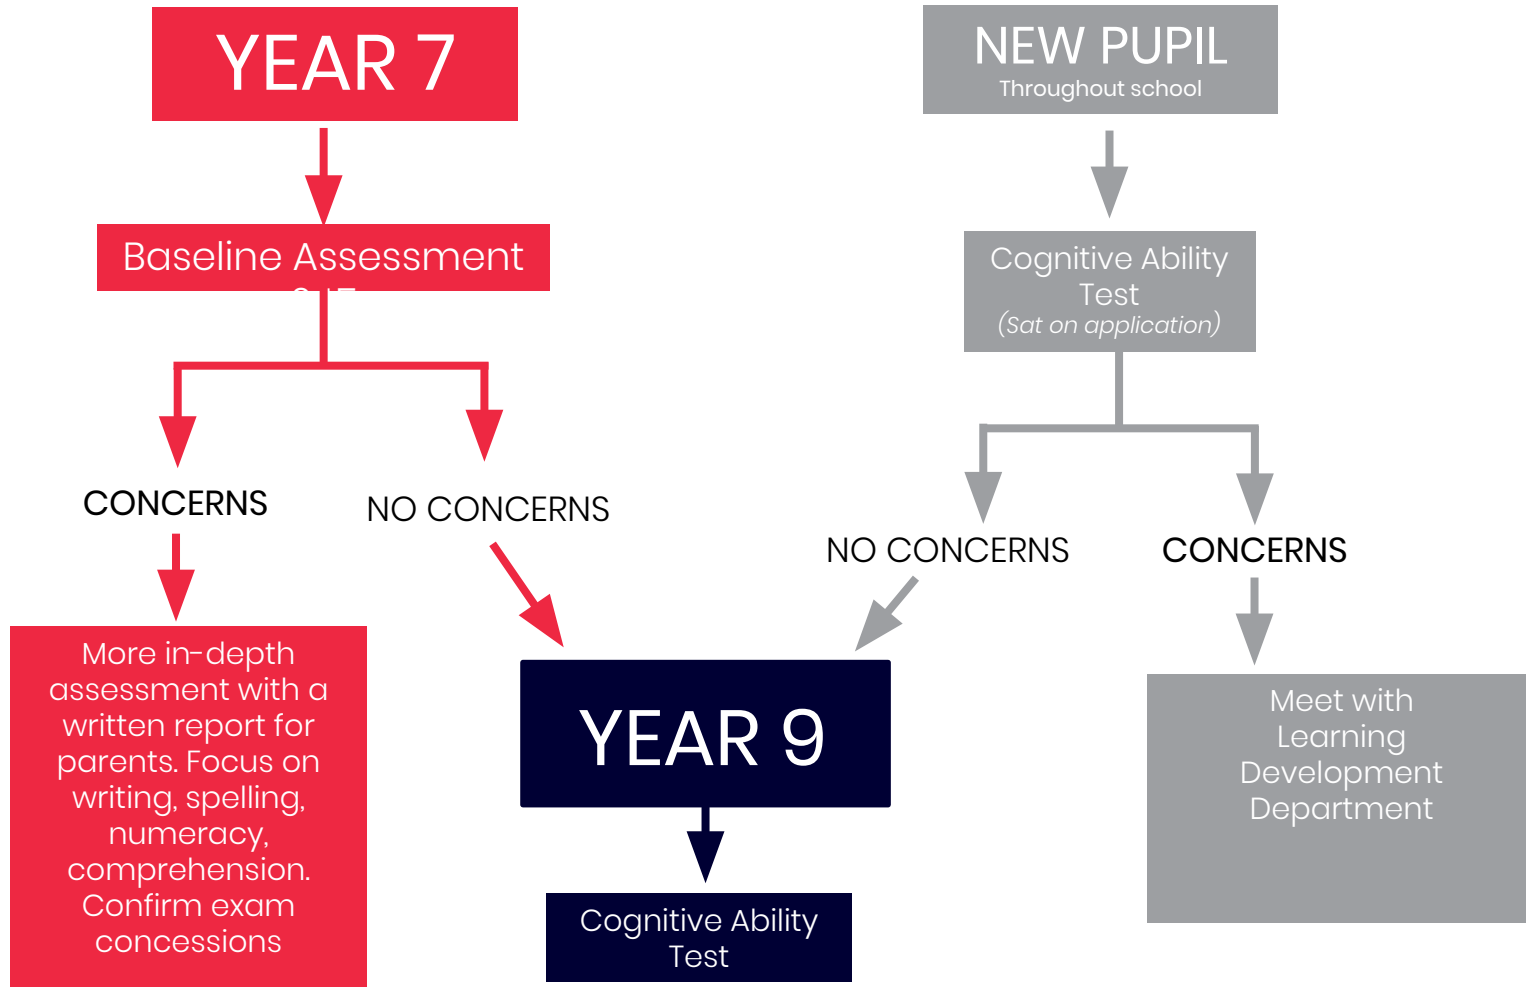 YEAR 7
Baseline Assessment
CONCERNS
NO CONCERNS
More in-depth
assessment with a
written report for
parents. Focus on
writing, spelling,
numeracy,
comprehension.
Confirm exam
concessions
NEW PUPIL
Throughout school
Cognitive Ability
Test
(Sat on application)
NO CONCERNS
CONCERNS
Meet with
Learning
Development
Department
YEAR 9
Cognitive Ability
Test